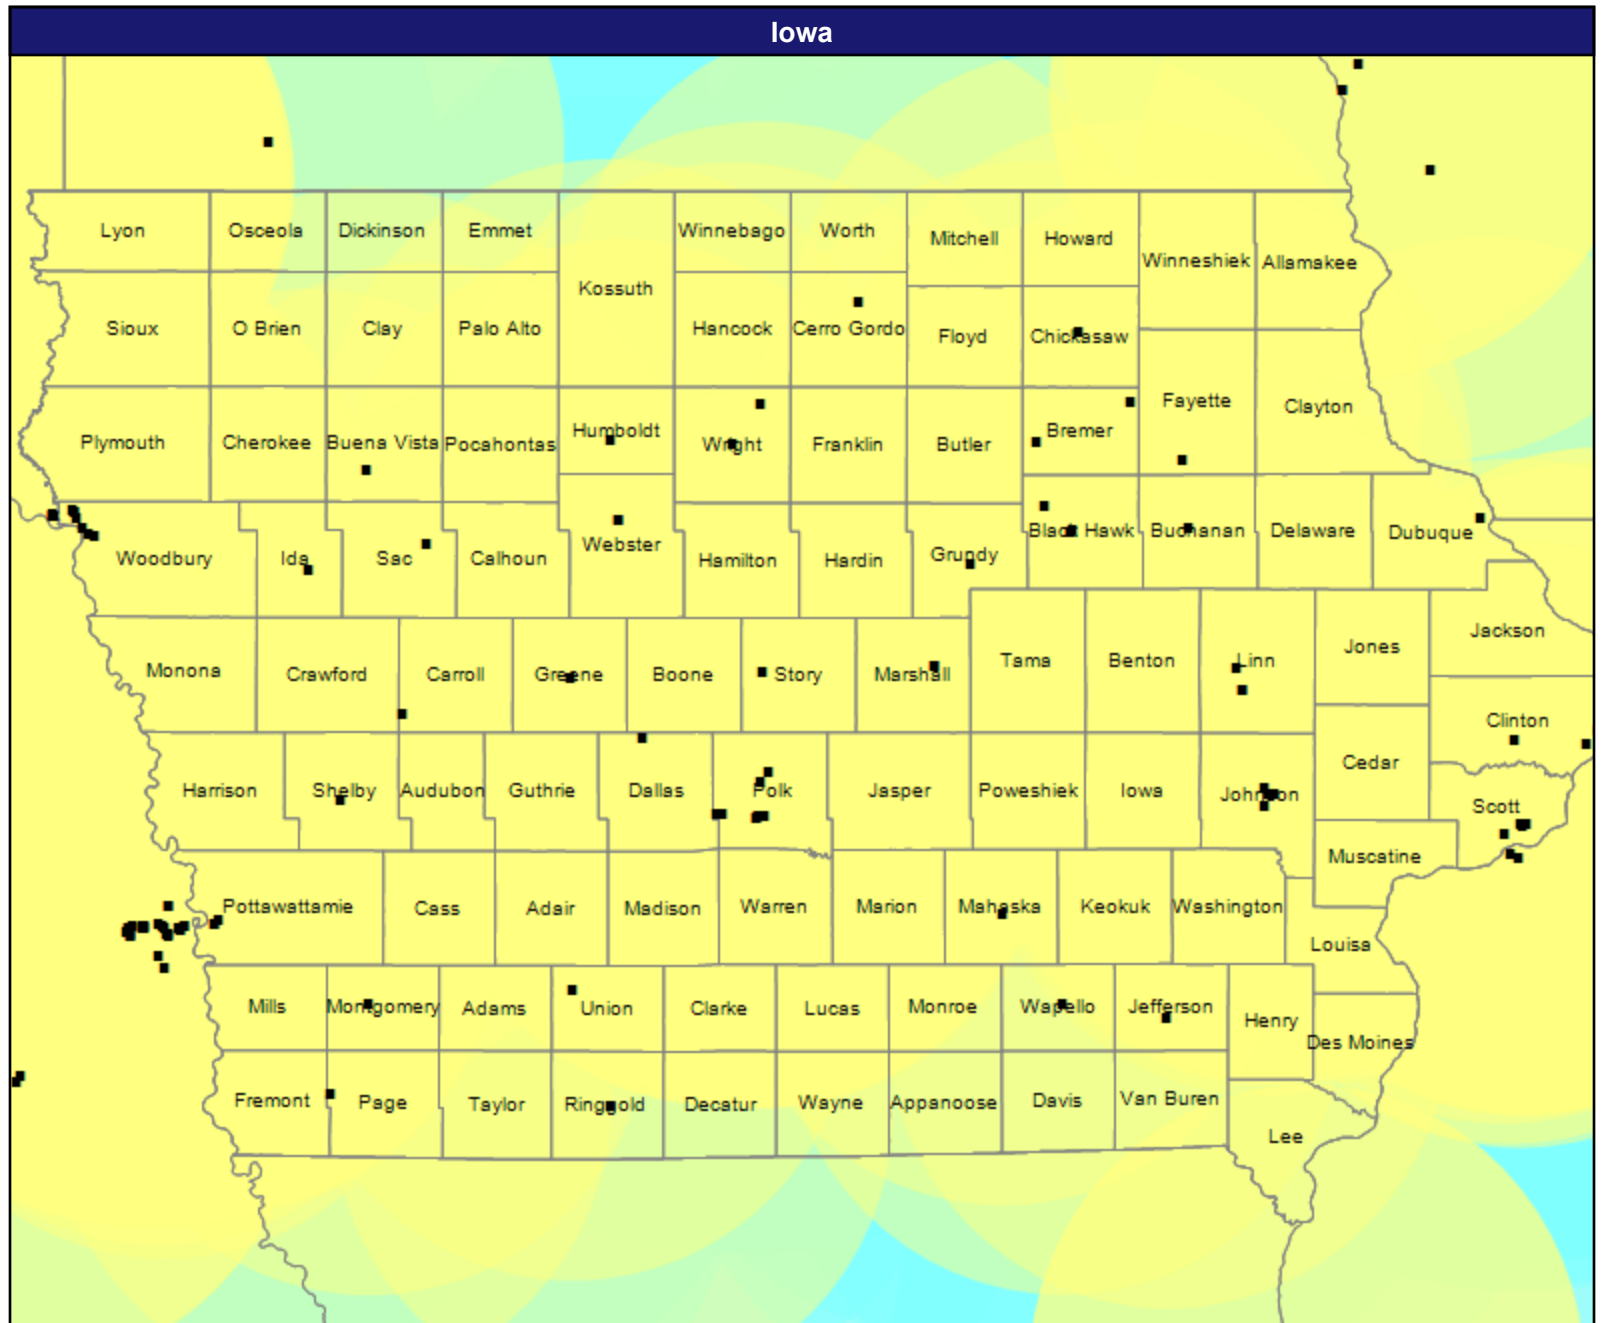 Iowa
Lyon
Osceola
Dickinson
Emmet
Winnebago
Worth
Mitchell
Howard
Winneshiek
Allamakee
Kossuth
Sioux
O Brien
Clay
Palo Alto
Hancock
Cerro Gordo
Floyd
Chickasaw
Plymouth
Cherokee
Buena Vista
Pocahontas
Humboldt
Wright
Franklin
Butler
Bremer
Fayette
Clayton
Woodbury
Ida
Sac
Calhoun
Webster
Hamilton
Hardin
Grundy
Black Hawk
Buchanan
Delaware
Dubuque
Monona
Crawford
Carroll
Greene
Boone
Story
Marshall
Tama
Benton
Linn
Jones
Jackson
Clinton
Harrison
Shelby
Audubon
Guthrie
Dallas
Polk
Jasper
Poweshiek
Iowa
Johnson
Cedar
Scott
Muscatine
Pottawattamie
Cass
Adair
Madison
Warren
Marion
Mahaska
Keokuk
Washington
Louisa
Mills
Montgomery
Adams
Union
Clarke
Lucas
Monroe
Wapello
Jefferson
Henry
Des Moines
Fremont
Page
Taylor
Ringgold
Decatur
Wayne
Appanoose
Davis
Van Buren
Lee